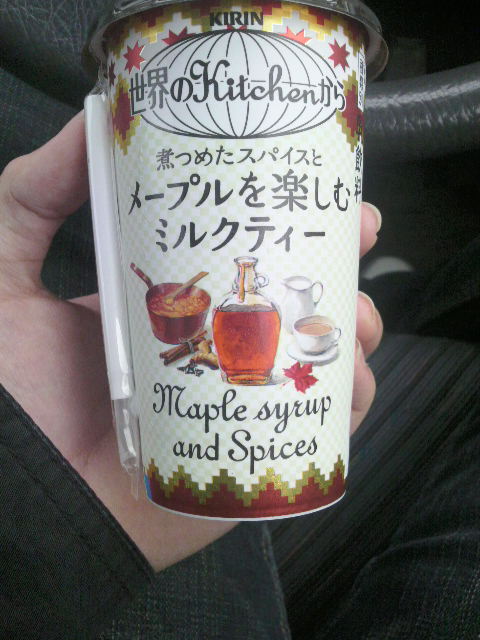 KIRIN
世界のKitchenから
煮つめたスパイスと
メープルを楽しむ
ミルクティー
Maple syrup
and Spices